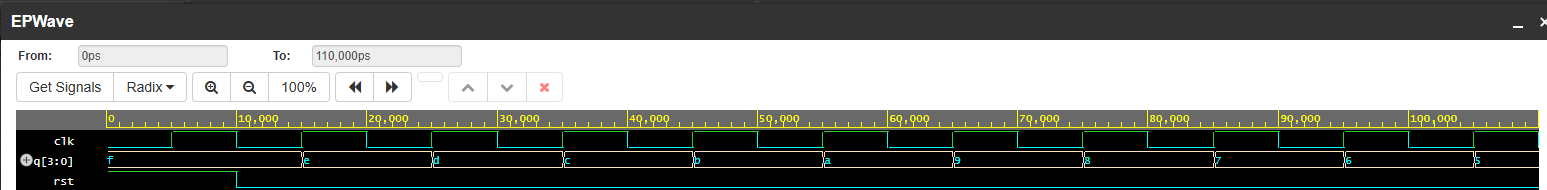 EPWave
From: 0ps To: 110,000ps
Get Signals Radix 100%
0 10,000 20,000 30,000 40,000 50,000 60,000 70,000 80,000 90,000 100,000
clk
q[3:0] f e d c b a 9 8 7 6 5
rst